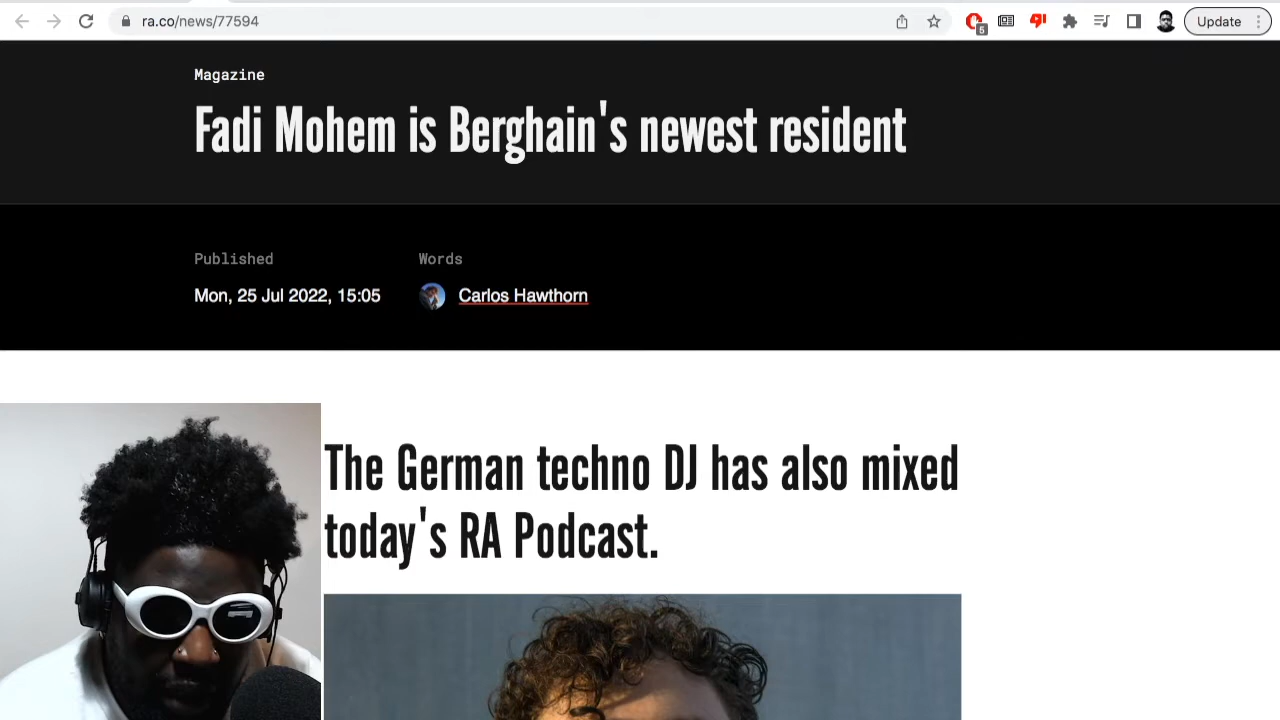 ra.co/news/77594
5
Update
Magazine
Fadi Mohem is Berghain's newest resident
Published
Words
Mon, 25 Jul 2022, 15:05
Carlos Hawthorn
The German techno DJ has also mixed
today's RA Podcast.